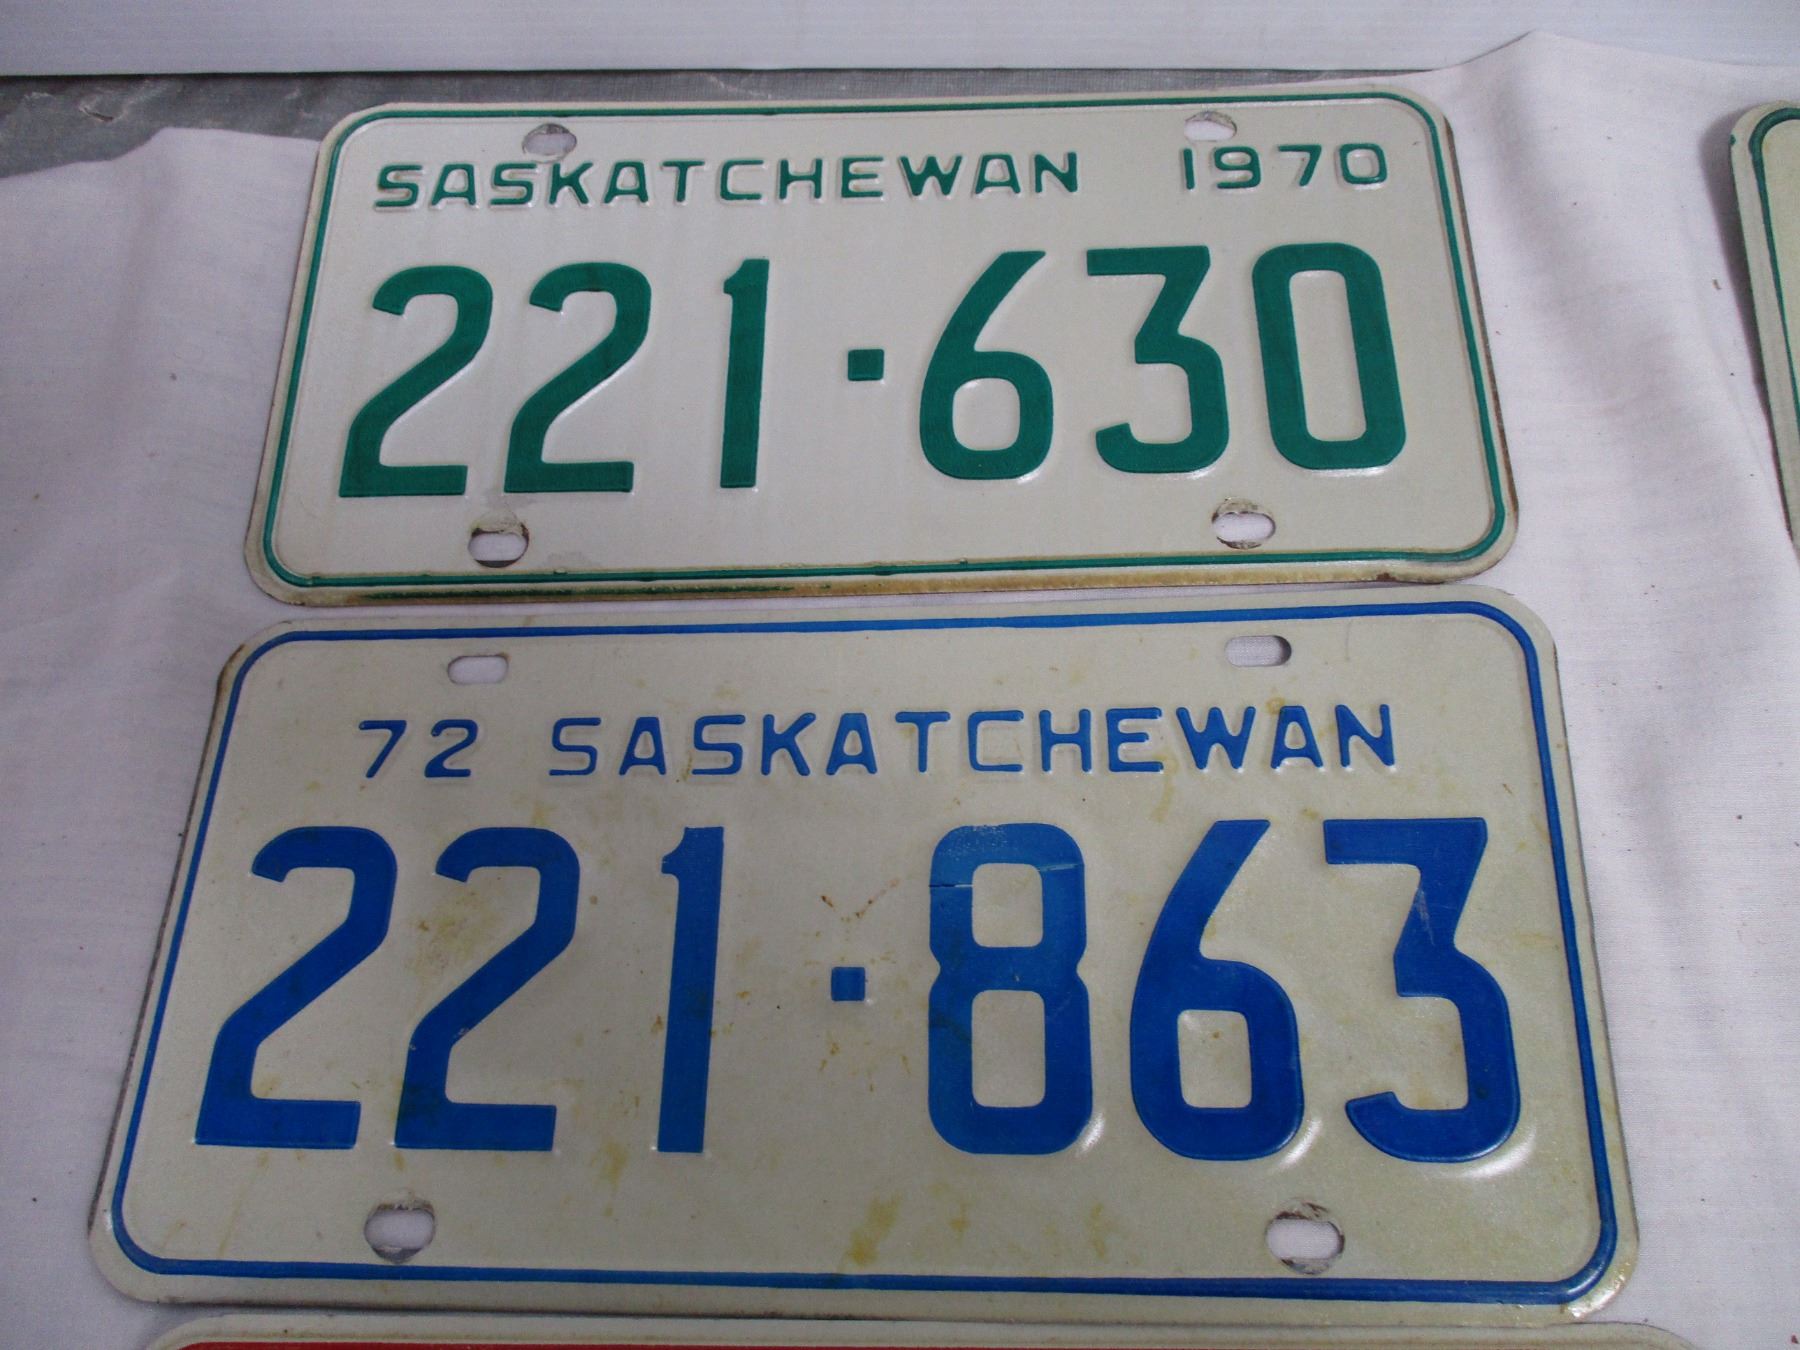 SASKATCHEWAN 1970
221·630
72 SASKATCHEWAN
221·863